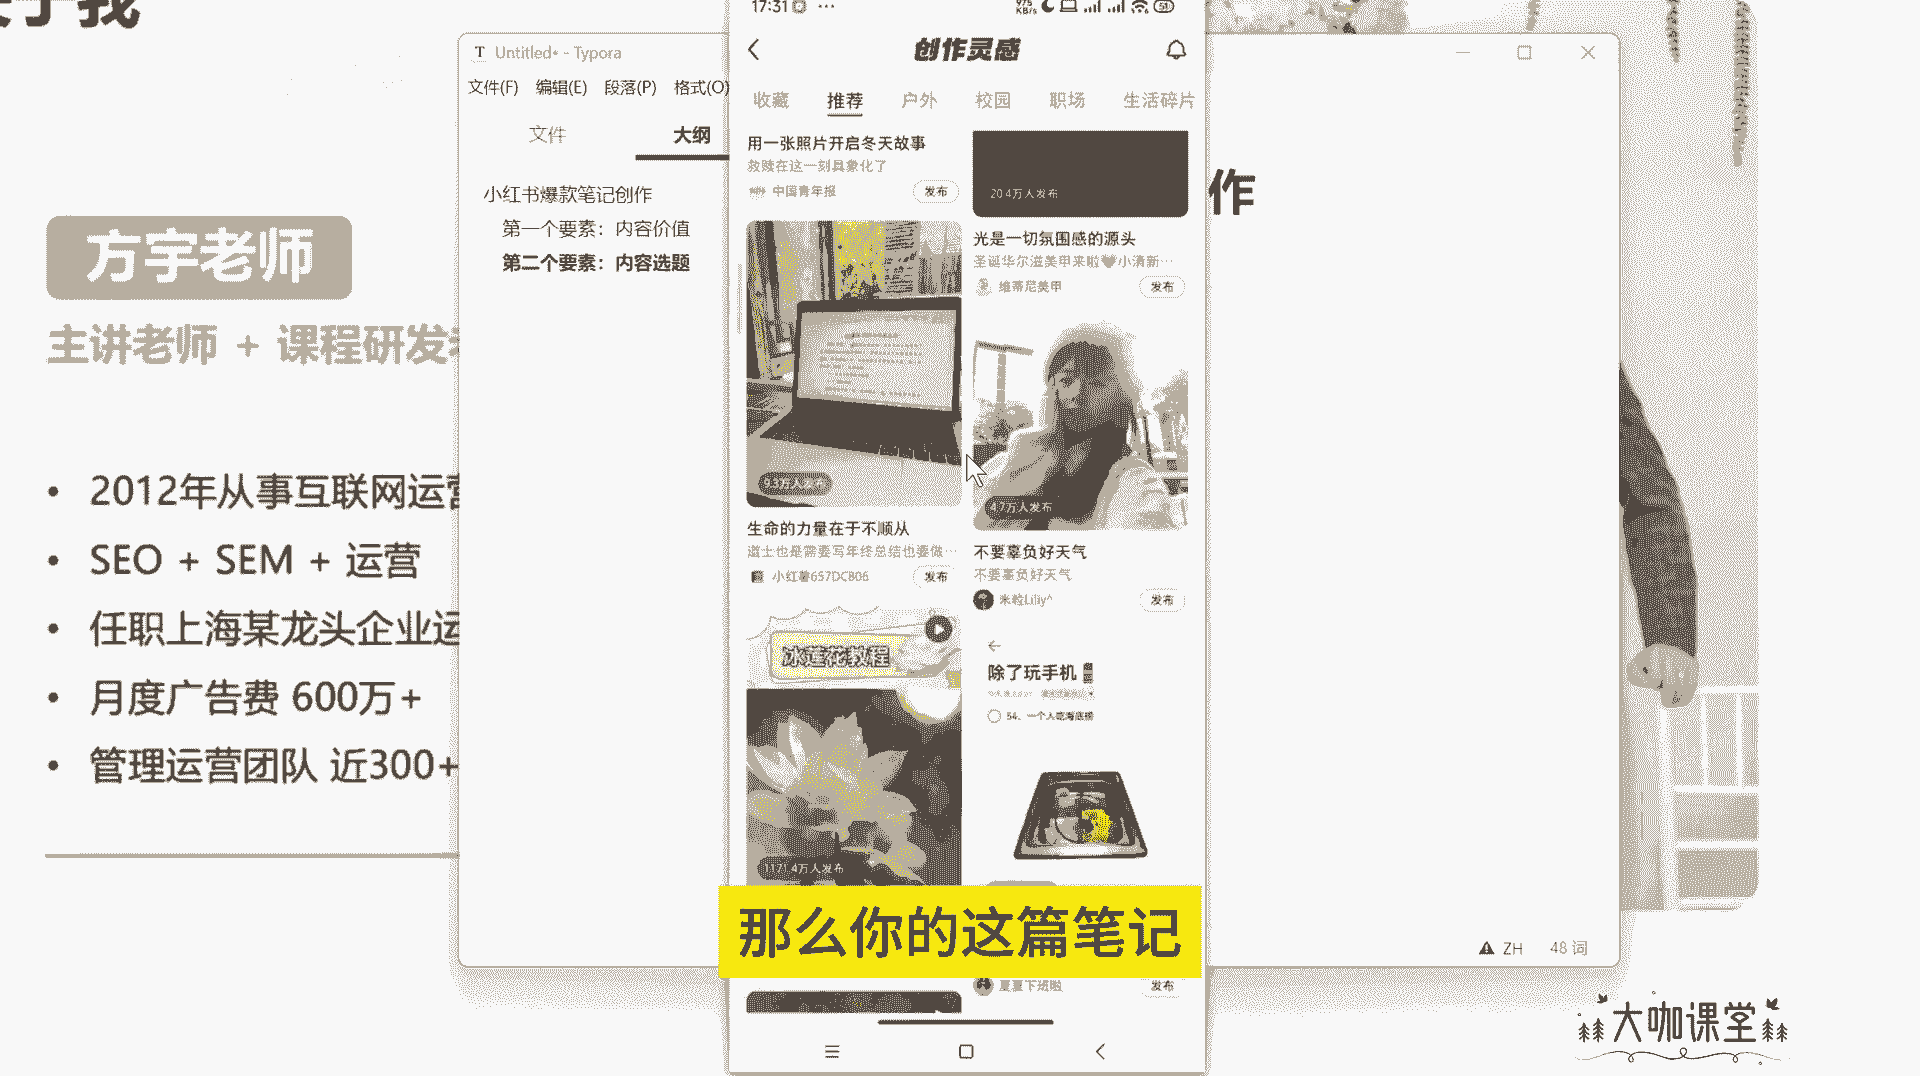 于我
方宇老师
主讲老师 + 课程研发
2012年从事互联网运营
SEO + SEM + 运营
任职上海某龙头企业运
月度广告费 600万+
管理运营团队 近300+
T Untitled• - Typora
文件(F) 编辑(E) 段落(P) 格式(O)
文件 大纲
小红书爆款笔记创作
第一个要素：内容价值
第二个要素：内容选题
17:31
KB/s
创作灵感
收藏 推荐 户外 校园 职场 生活碎片
用一张照片开启冬天故事
救赎在这一刻具象化了
中国青年报 发布
9.3万人发布
生命的力量在于不顺从
道士也是需要写年终总结也要做…
小红薯657DC806 发布
冰莲花教程
1171.4万人发布
20.4万人发布
光是一切氛围感的源头
圣诞华尔滋美甲来啦🤎小清新…
维蒂尼美甲 发布
4.7万人发布
不要辜负好天气
不要辜负好天气
米粒Liliy^ 发布
除了玩手机
54、一个人吃海底捞
夏夏下班啦 发布
作
那么你的这篇笔记
ZH 48 词
大咖课堂